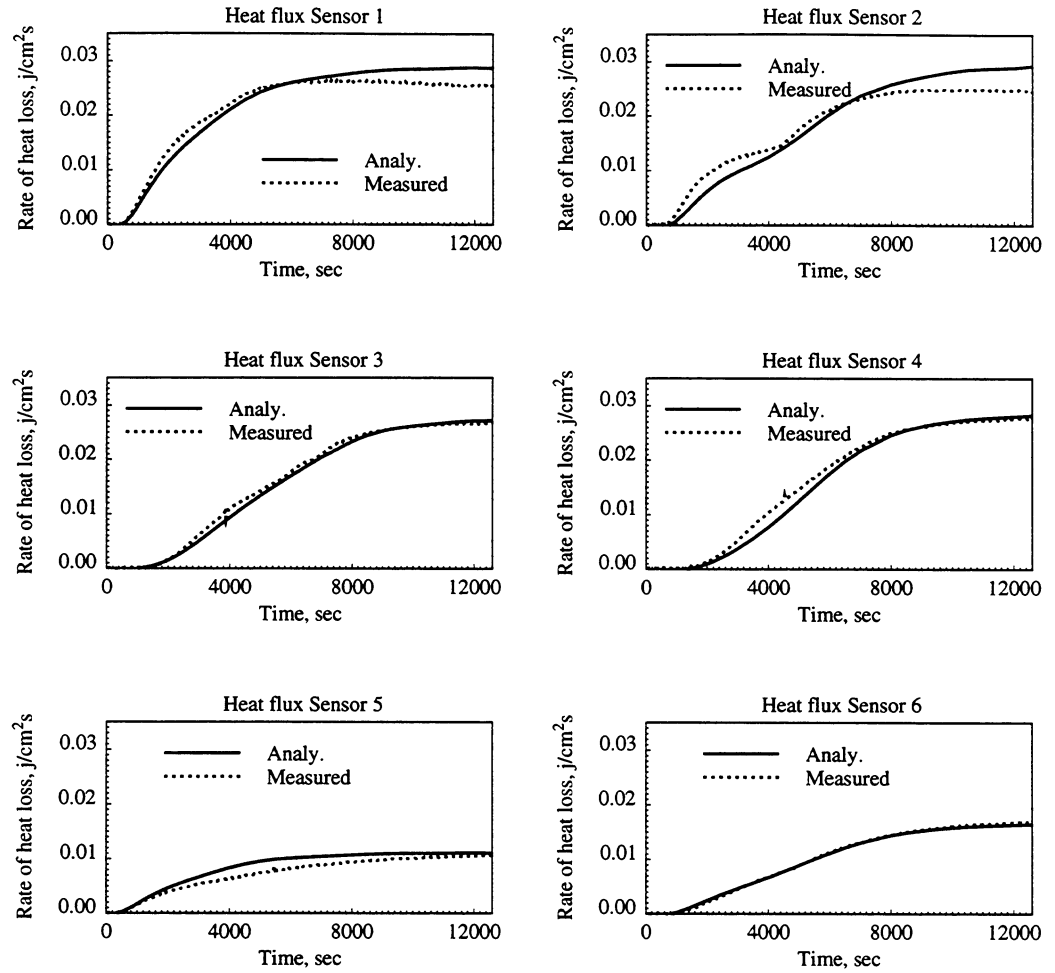 Heat flux Sensor 1
Rate of heat loss, j/cm²s
0.03
0.02
0.01
0.00
Analy.
Measured
0 4000 8000 12000
Time, sec
Heat flux Sensor 2
Rate of heat loss, j/cm²s
0.03
0.02
0.01
0.00
Analy.
Measured
0 4000 8000 12000
Time, sec
Heat flux Sensor 3
Rate of heat loss, j/cm²s
0.03
0.02
0.01
0.00
Analy.
Measured
0 4000 8000 12000
Time, sec
Heat flux Sensor 4
Rate of heat loss, j/cm²s
0.03
0.02
0.01
0.00
Analy.
Measured
0 4000 8000 12000
Time, sec
Heat flux Sensor 5
Rate of heat loss, j/cm²s
0.03
0.02
0.01
0.00
Analy.
Measured
0 4000 8000 12000
Time, sec
Heat flux Sensor 6
Rate of heat loss, j/cm²s
0.03
0.02
0.01
0.00
Analy.
Measured
0 4000 8000 12000
Time, sec